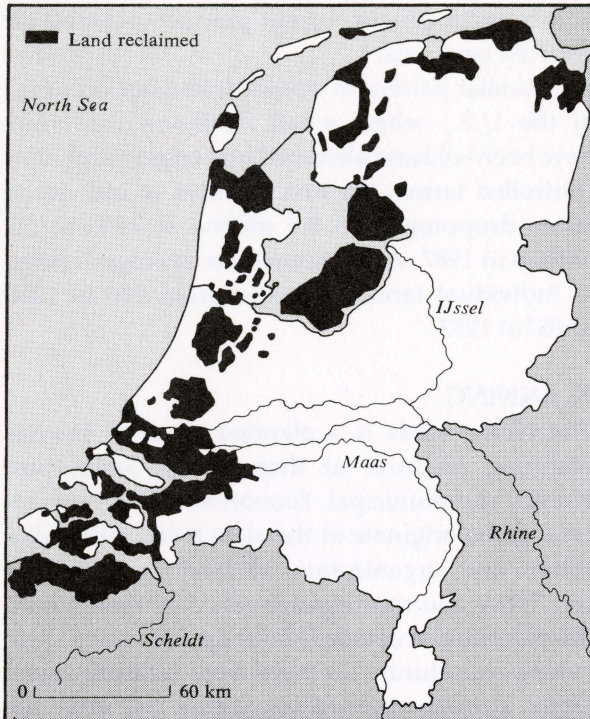 Land reclaimed
North Sea
IJssel
Maas
Rhine
Scheldt
0 60 km